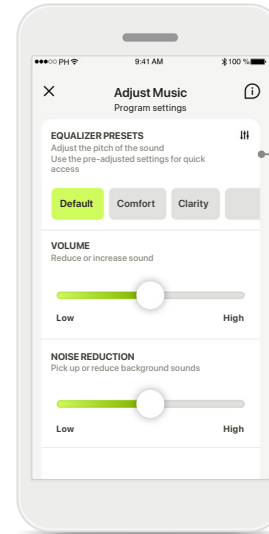 ●●●○○ PH 9:41 AM 100 %
Adjust Music
Program settings
EQUALIZER PRESETS
Adjust the pitch of the sound
Use the pre-adjusted settings for quick
access
Default Comfort Clarity
VOLUME
Reduce or increase sound
Low High
NOISE REDUCTION
Pick up or reduce background sounds
Low High